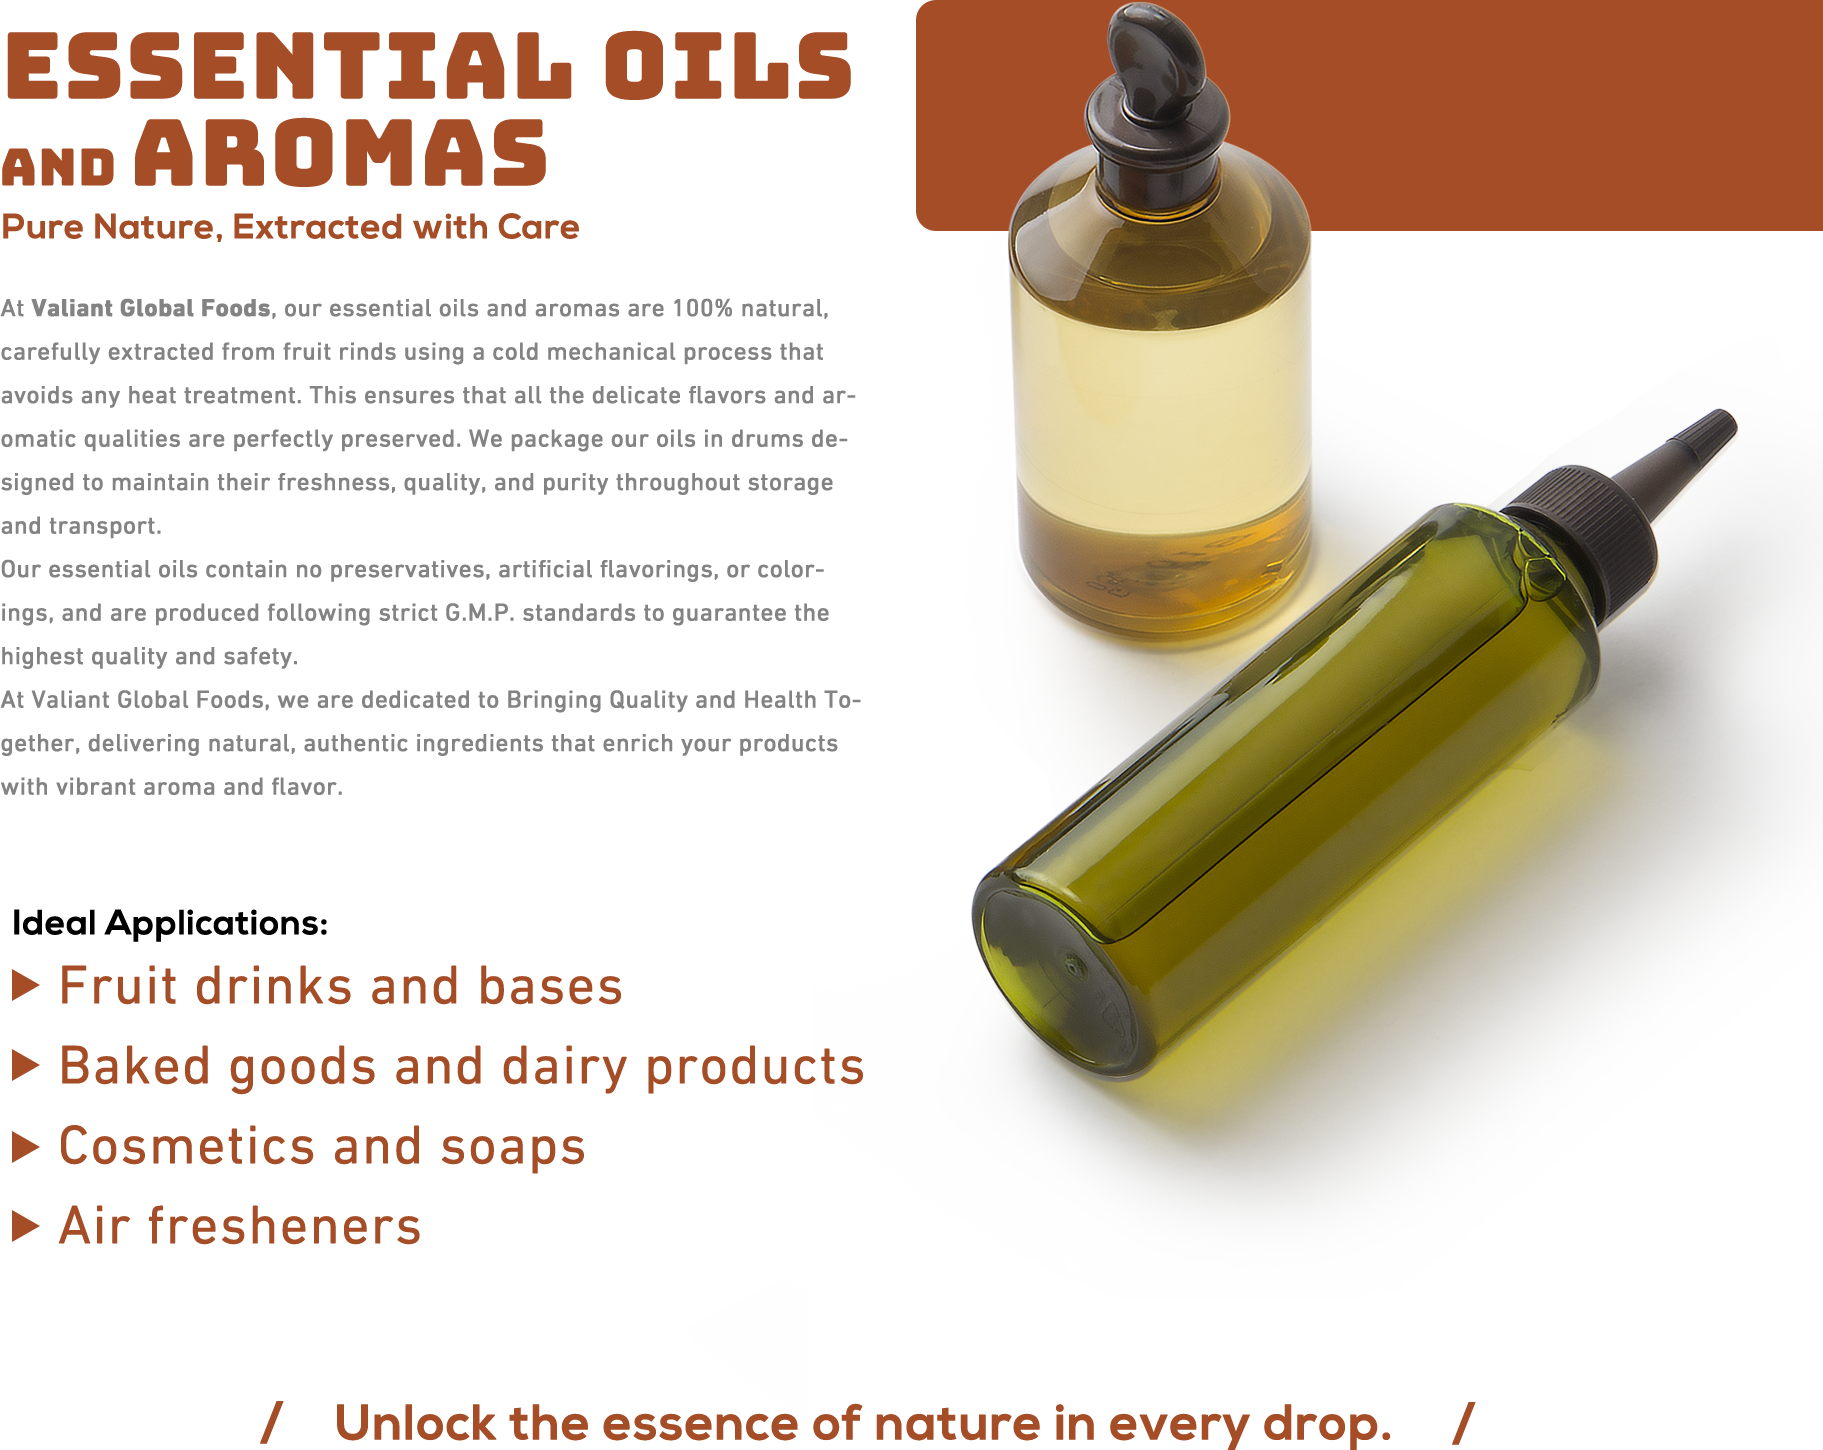 ESSENTIAL OILS
AND AROMAS
Pure Nature, Extracted with Care
At Valiant Global Foods, our essential oils and aromas are 100% natural,
carefully extracted from fruit rinds using a cold mechanical process that
avoids any heat treatment. This ensures that all the delicate flavors and ar-
omatic qualities are perfectly preserved. We package our oils in drums de-
signed to maintain their freshness, quality, and purity throughout storage
and transport.
Our essential oils contain no preservatives, artificial flavorings, or color-
ings, and are produced following strict G.M.P. standards to guarantee the
highest quality and safety.
At Valiant Global Foods, we are dedicated to Bringing Quality and Health To-
gether, delivering natural, authentic ingredients that enrich your products
with vibrant aroma and flavor.
Ideal Applications:
Fruit drinks and bases
Baked goods and dairy products
Cosmetics and soaps
Air fresheners
/ Unlock the essence of nature in every drop. /